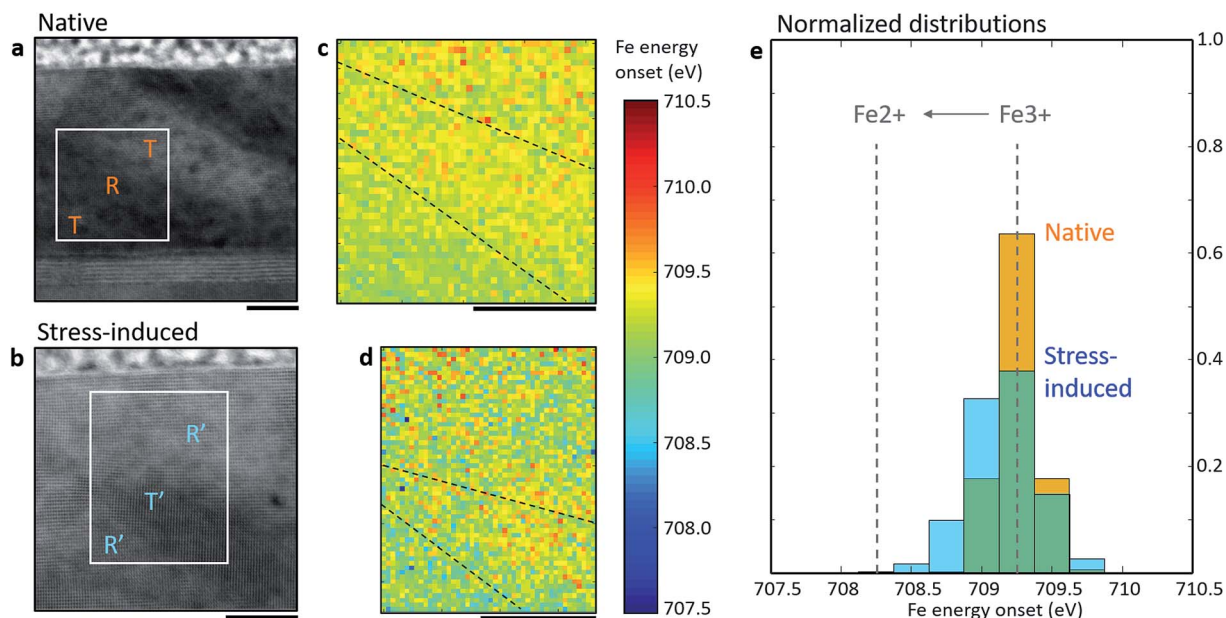 Native
a
T
R
T
c
Fe energy
onset (eV)
710.5
710.0
709.5
709.0
708.5
708.0
707.5
Stress-induced
b
R’
T’
R’
d
Normalized distributions
e
1.0
0.8
0.6
0.4
0.2
Fe2+
Fe3+
Native
Stress-
induced
707.5
708
708.5
709
709.5
710
710.5
Fe energy onset (eV)